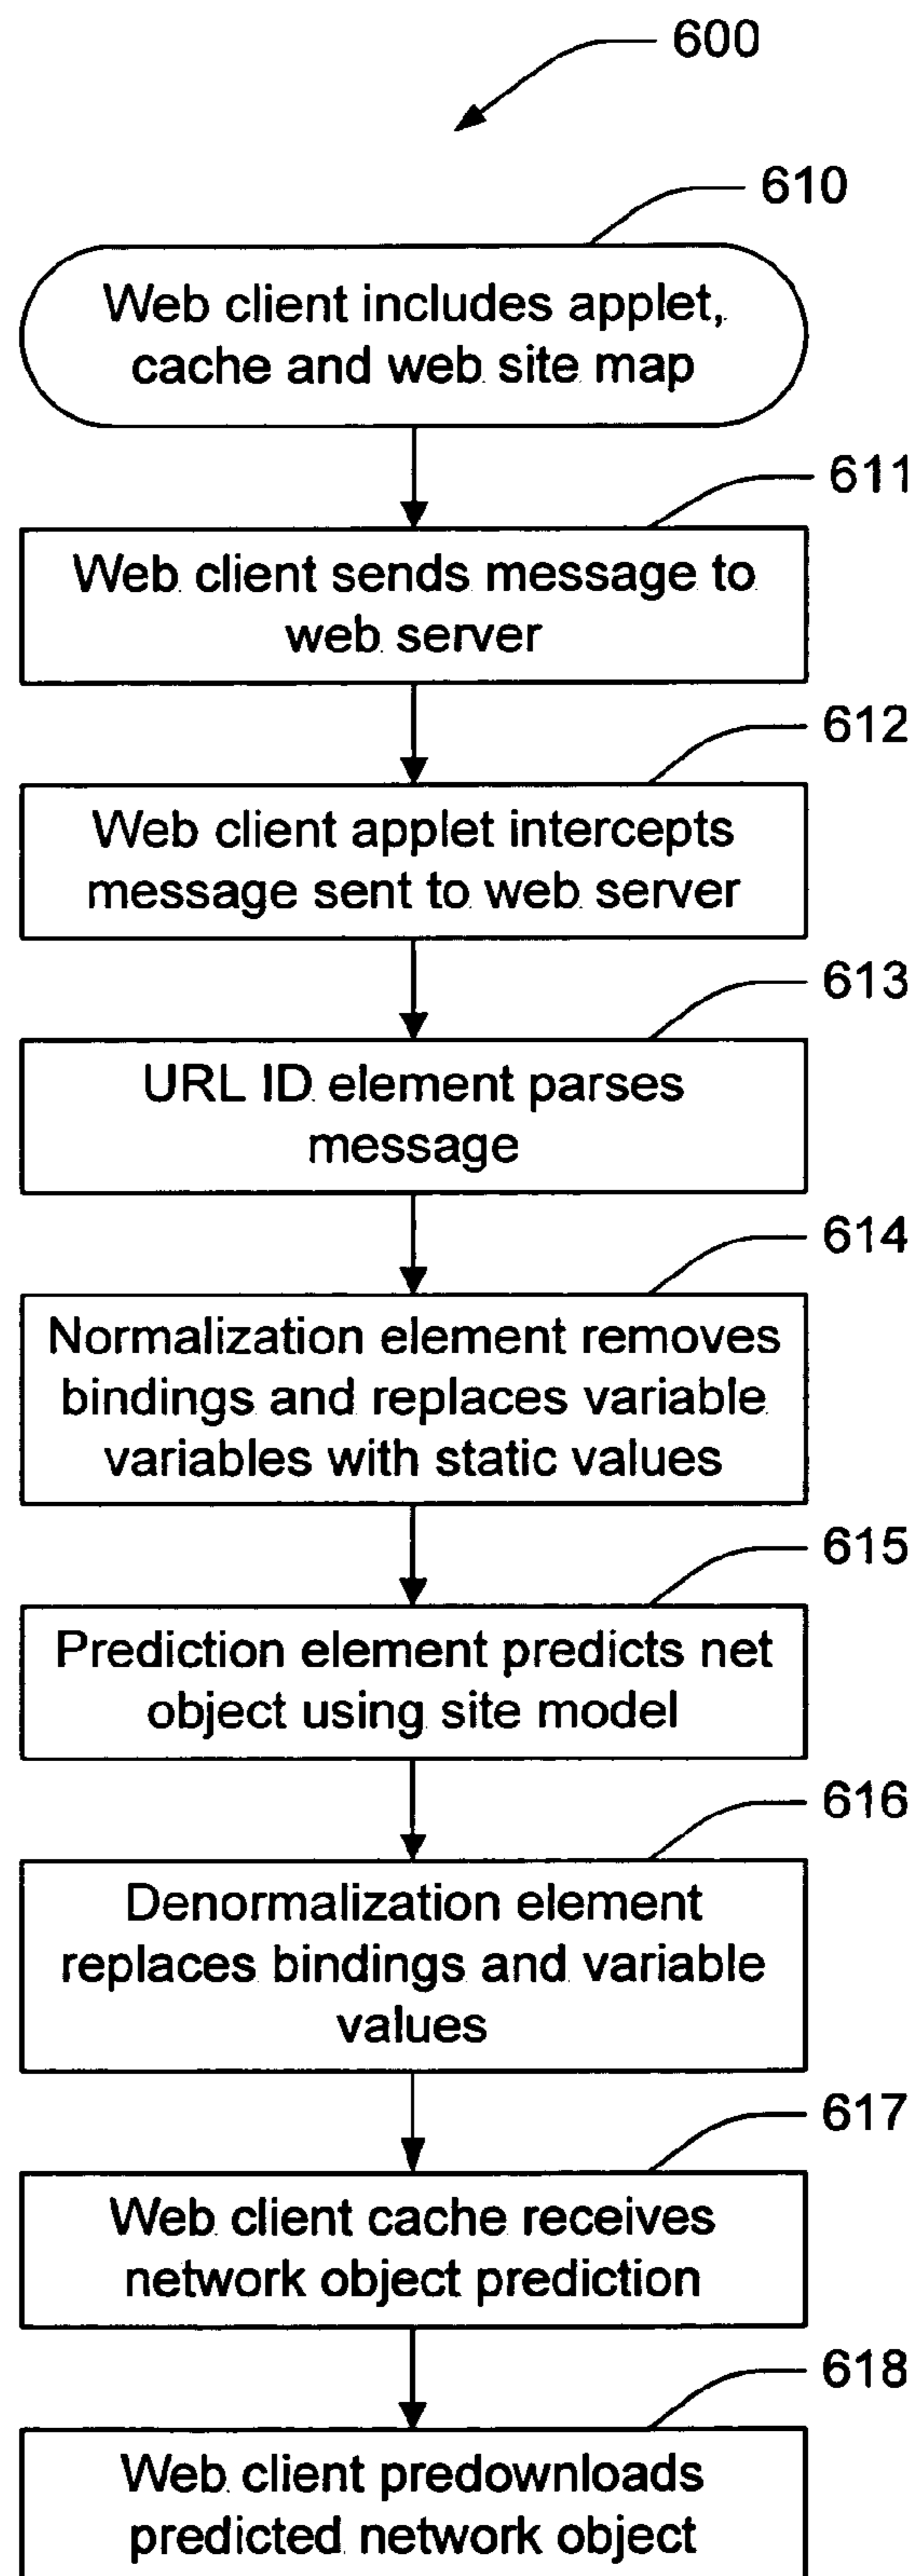 600
610
Web client includes applet,
cache and web site map
611
Web client sends message to
web server
612
Web client applet intercepts
message sent to web server
613
URL ID element parses
message
614
Normalization element removes
bindings and replaces variable
variables with static values
615
Prediction element predicts net
object using site model
616
Denormalization element
replaces bindings and variable
values
617
Web client cache receives
network object prediction
618
Web client predownloads
predicted network object